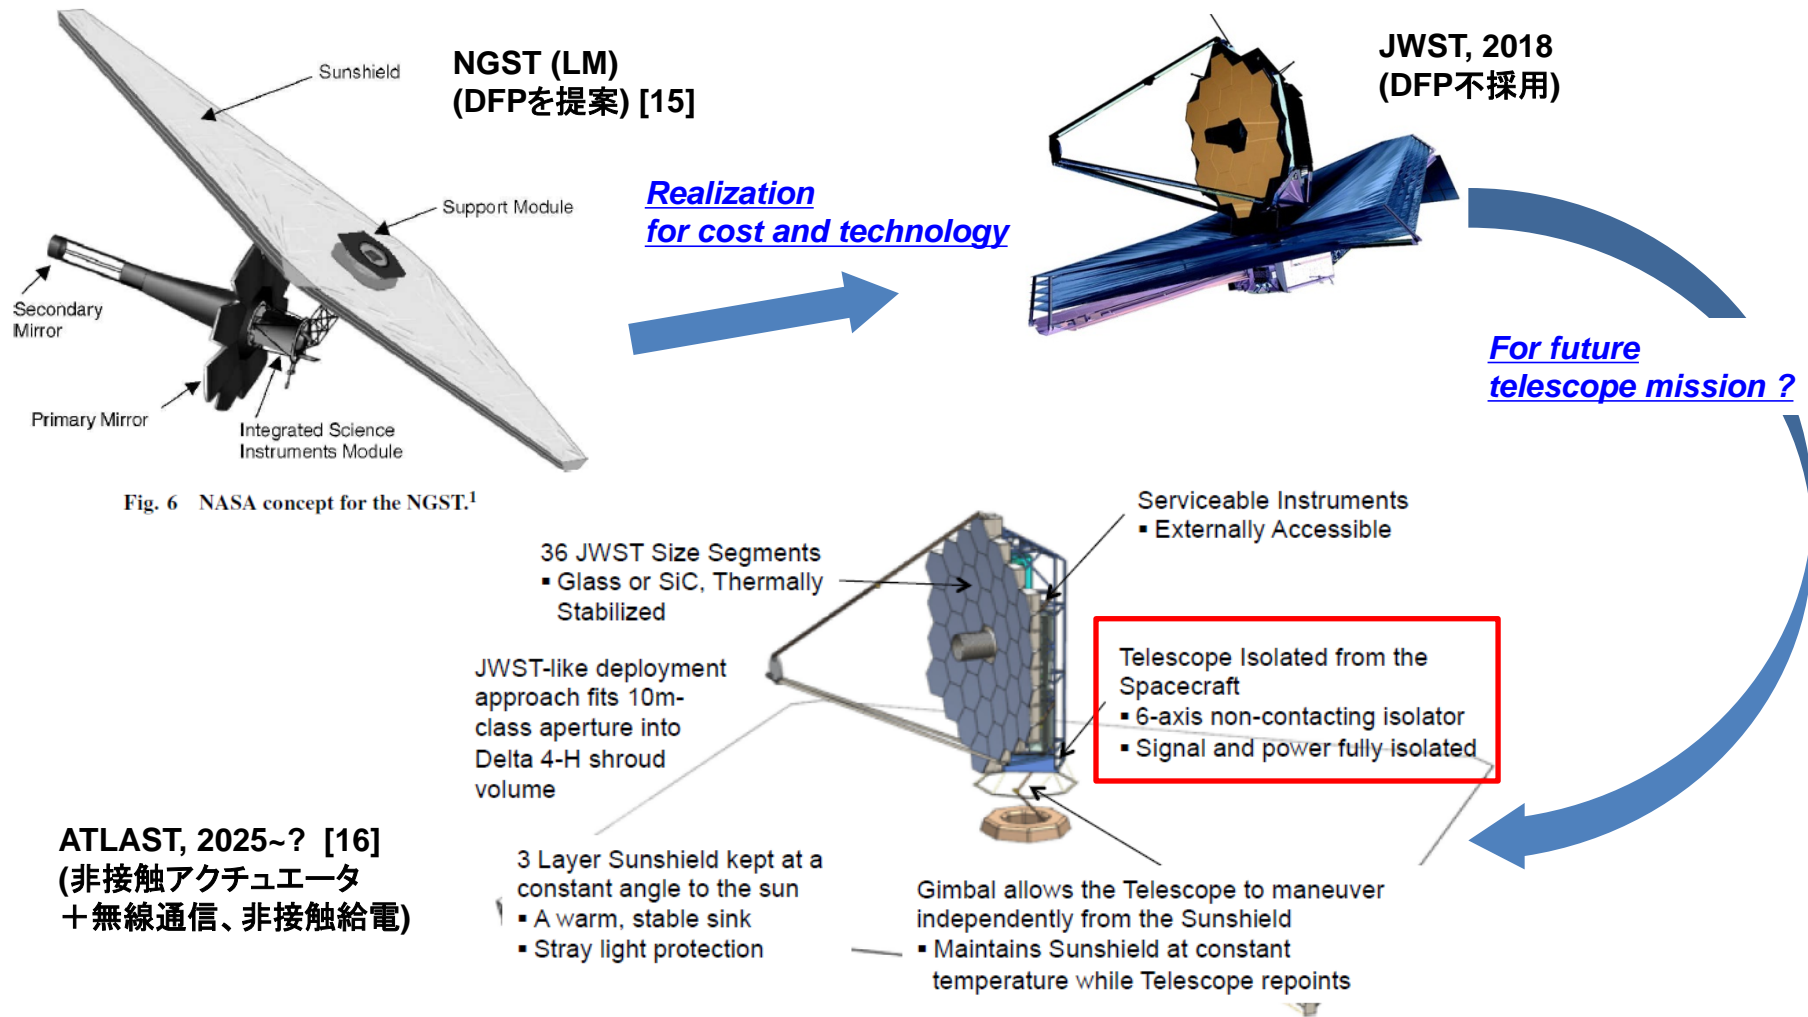 NGST (LM)
(DFPを提案) [15]
Sunshield
Support Module
Secondary
Mirror
Primary Mirror
Integrated Science
Instruments Module
Fig. 6 NASA concept for the NGST.1
Realization
for cost and technology
JWST, 2018
(DFP不採用)
For future
telescope mission ?
Serviceable Instruments
▪ Externally Accessible
36 JWST Size Segments
▪ Glass or SiC, Thermally
Stabilized
Telescope Isolated from the
Spacecraft
▪ 6-axis non-contacting isolator
▪ Signal and power fully isolated
JWST-like deployment
approach fits 10m-
class aperture into
Delta 4-H shroud
volume
ATLAST, 2025~? [16]
(非接触アクチュエータ
＋無線通信、非接触給電)
3 Layer Sunshield kept at a
constant angle to the sun
▪ A warm, stable sink
▪ Stray light protection
Gimbal allows the Telescope to maneuver
independently from the Sunshield
▪ Maintains Sunshield at constant
temperature while Telescope repoints